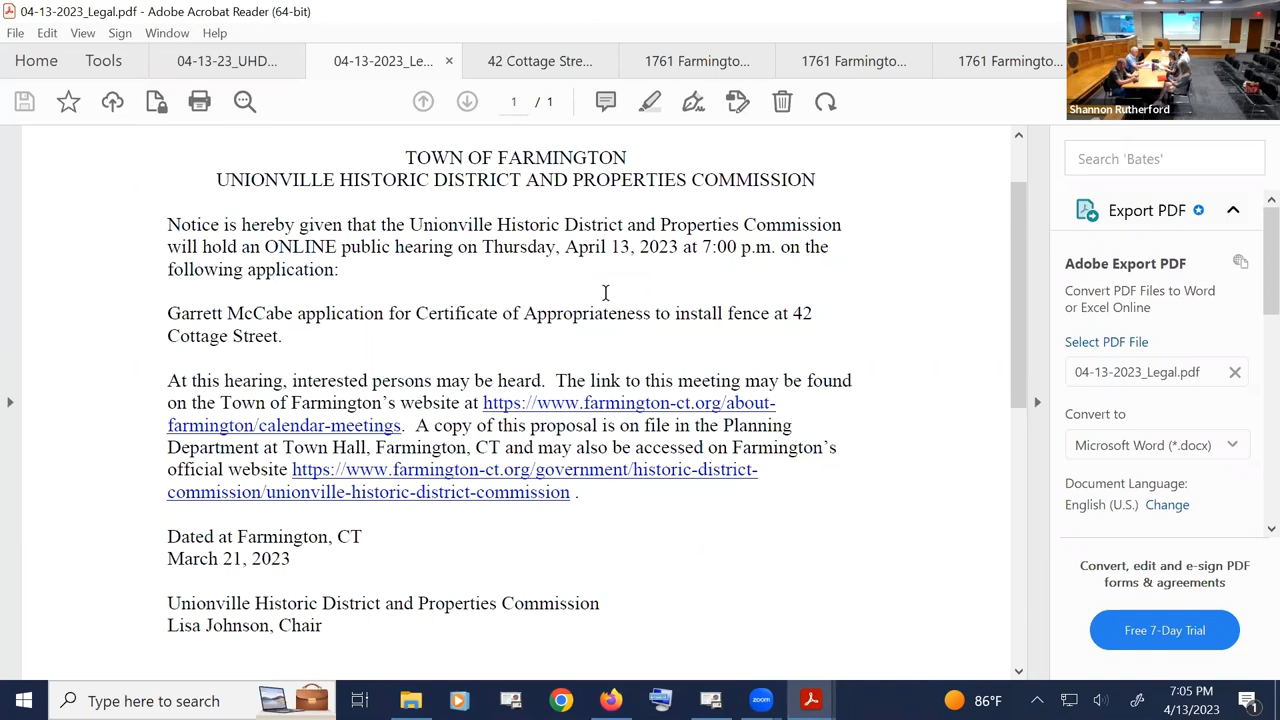 04-13-2023_Legal.pdf - Adobe Acrobat Reader (64-bit)
File Edit View Sign Window Help
Home Tools 04-13-23_UHD... 04-13-2023_Le... × 42 Cottage Stre... 1761 Farmingto... 1761 Farmingto... 1761 Farmingto...
1 / 1
Shannon Rutherford
TOWN OF FARMINGTON
UNIONVILLE HISTORIC DISTRICT AND PROPERTIES COMMISSION
Notice is hereby given that the Unionville Historic District and Properties Commission
will hold an ONLINE public hearing on Thursday, April 13, 2023 at 7:00 p.m. on the
following application:
Garrett McCabe application for Certificate of Appropriateness to install fence at 42
Cottage Street.
At this hearing, interested persons may be heard. The link to this meeting may be found
on the Town of Farmington’s website at https://www.farmington-ct.org/about-
farmington/calendar-meetings. A copy of this proposal is on file in the Planning
Department at Town Hall, Farmington, CT and may also be accessed on Farmington’s
official website https://www.farmington-ct.org/government/historic-district-
commission/unionville-historic-district-commission .
Dated at Farmington, CT
March 21, 2023
Unionville Historic District and Properties Commission
Lisa Johnson, Chair
Search 'Bates'
Export PDF
Adobe Export PDF
Convert PDF Files to Word
or Excel Online
Select PDF File
04-13-2023_Legal.pdf ×
Convert to
Microsoft Word (*.docx)
Document Language:
English (U.S.) Change
Convert, edit and e-sign PDF
forms & agreements
Free 7-Day Trial
Type here to search
zoom
86°F
7:05 PM
4/13/2023
1